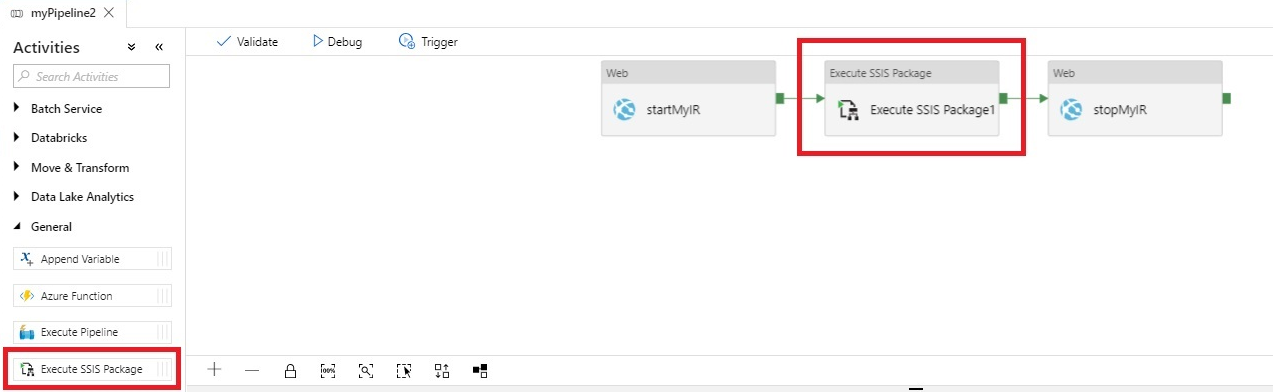 myPipeline2
Activities
Search Activities
Batch Service
Databricks
Move & Transform
Data Lake Analytics
General
Append Variable
Azure Function
Execute Pipeline
Execute SSIS Package
Validate Debug Trigger
Web
startMyIR
Execute SSIS Package
Execute SSIS Package1
Web
stopMyIR
100%